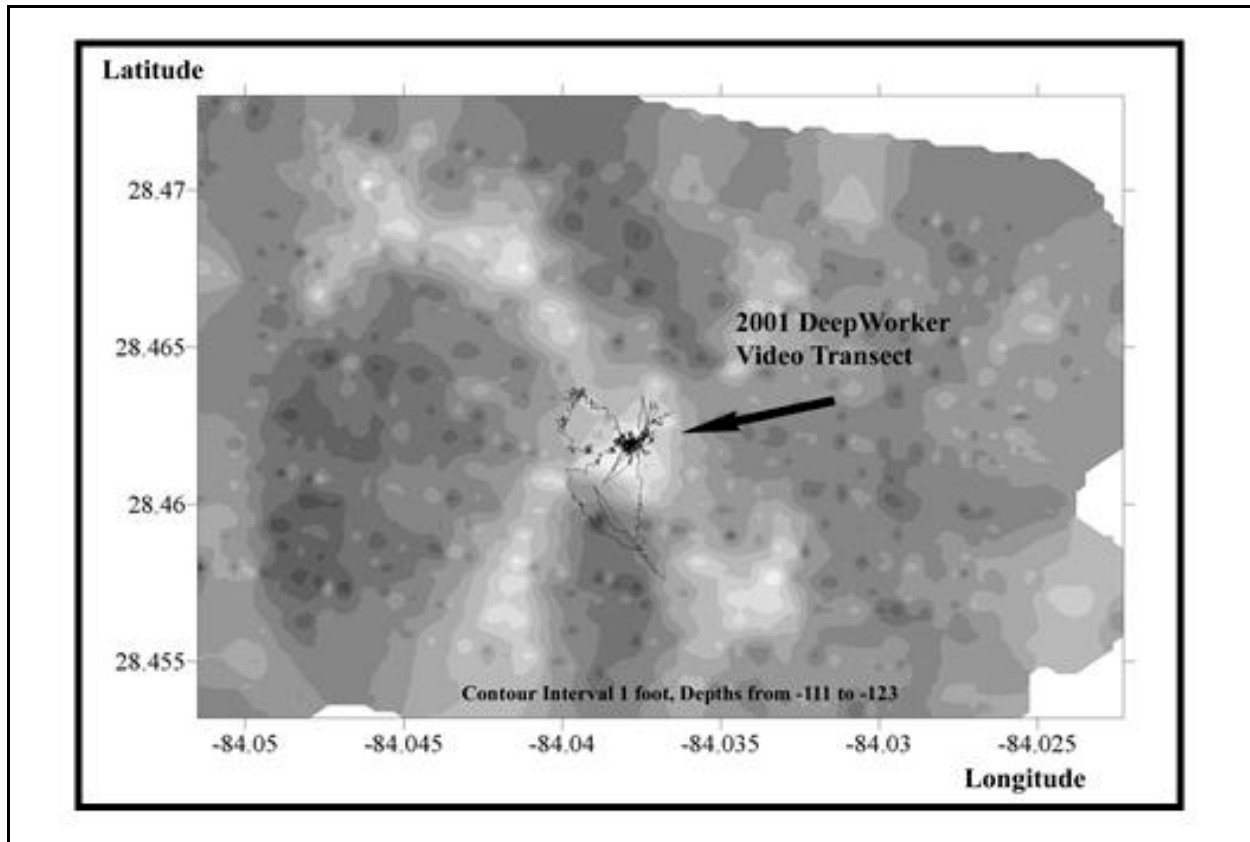 Latitude
28.47
28.465
28.46
28.455
2001 DeepWorker
Video Transect
Contour Interval 1 foot, Depths from -111 to -123
-84.05
-84.045
-84.04
-84.035
-84.03
-84.025
Longitude